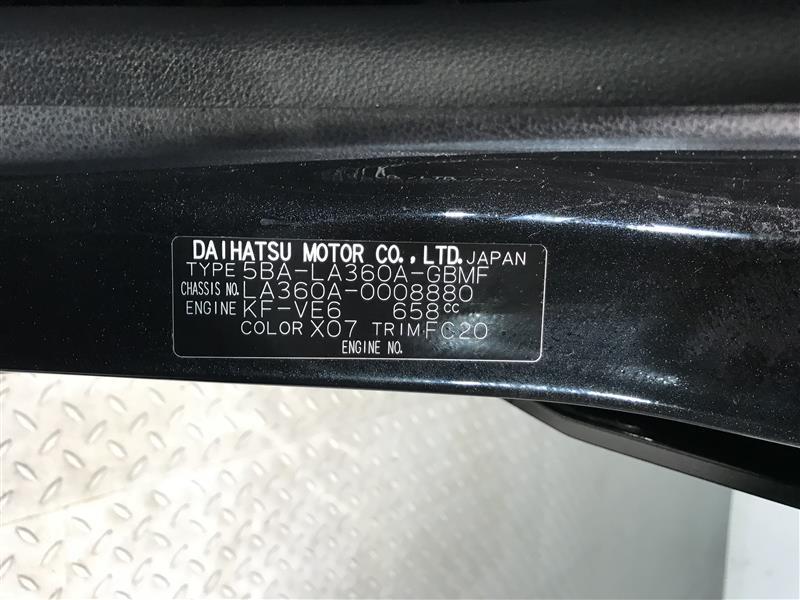 DAIHATSU MOTOR CO., LTD. JAPAN
TYPE 5BA-LA360A-GBMF
CHASSIS NO. LA360A-0008880
ENGINE KF-VE6 658cc
COLOR X07 TRIM FC20
ENGINE NO.